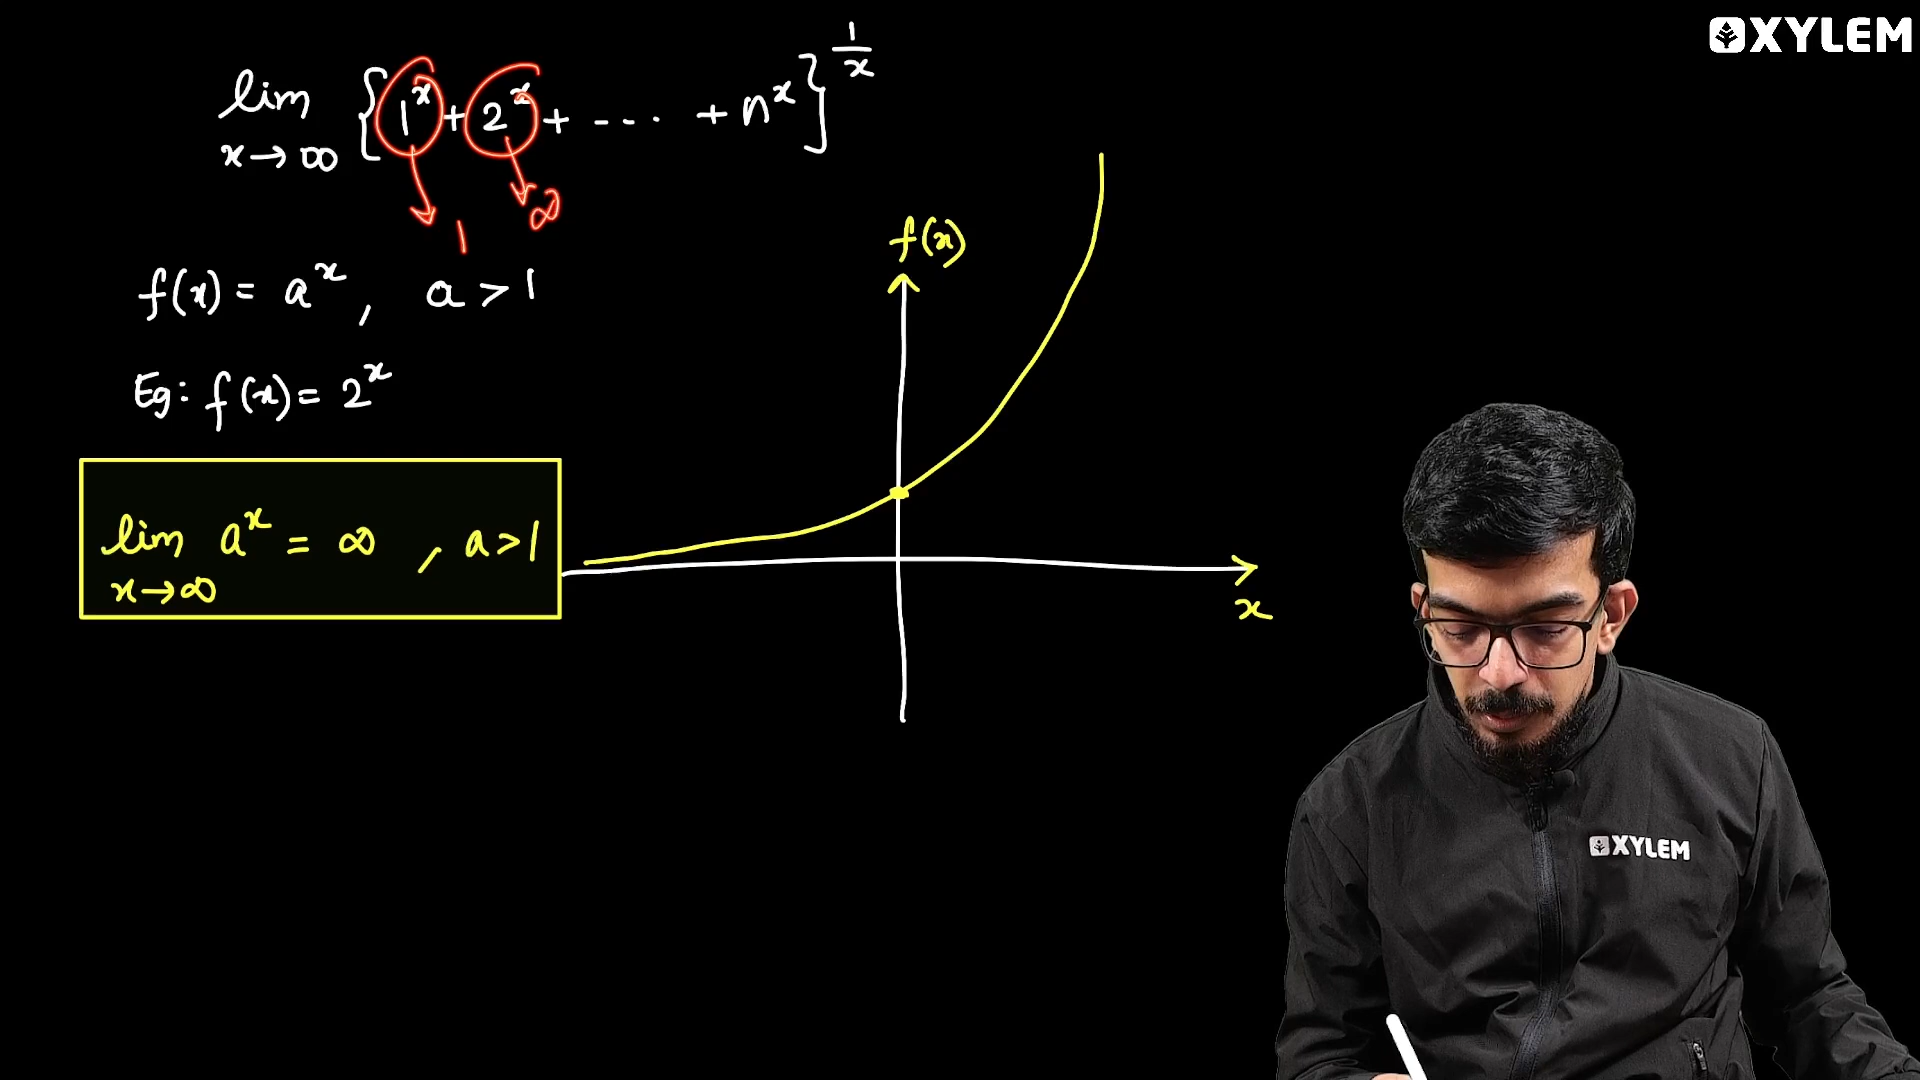 XYLEM
lim x→∞ {1^x + 2^x + ---- + n^x}^(1/x)
1 ∞
f(x)
f(x) = a^x , a > 1
Eg: f(x) = 2^x
lim x→∞ a^x = ∞ , a > 1
x
XYLEM